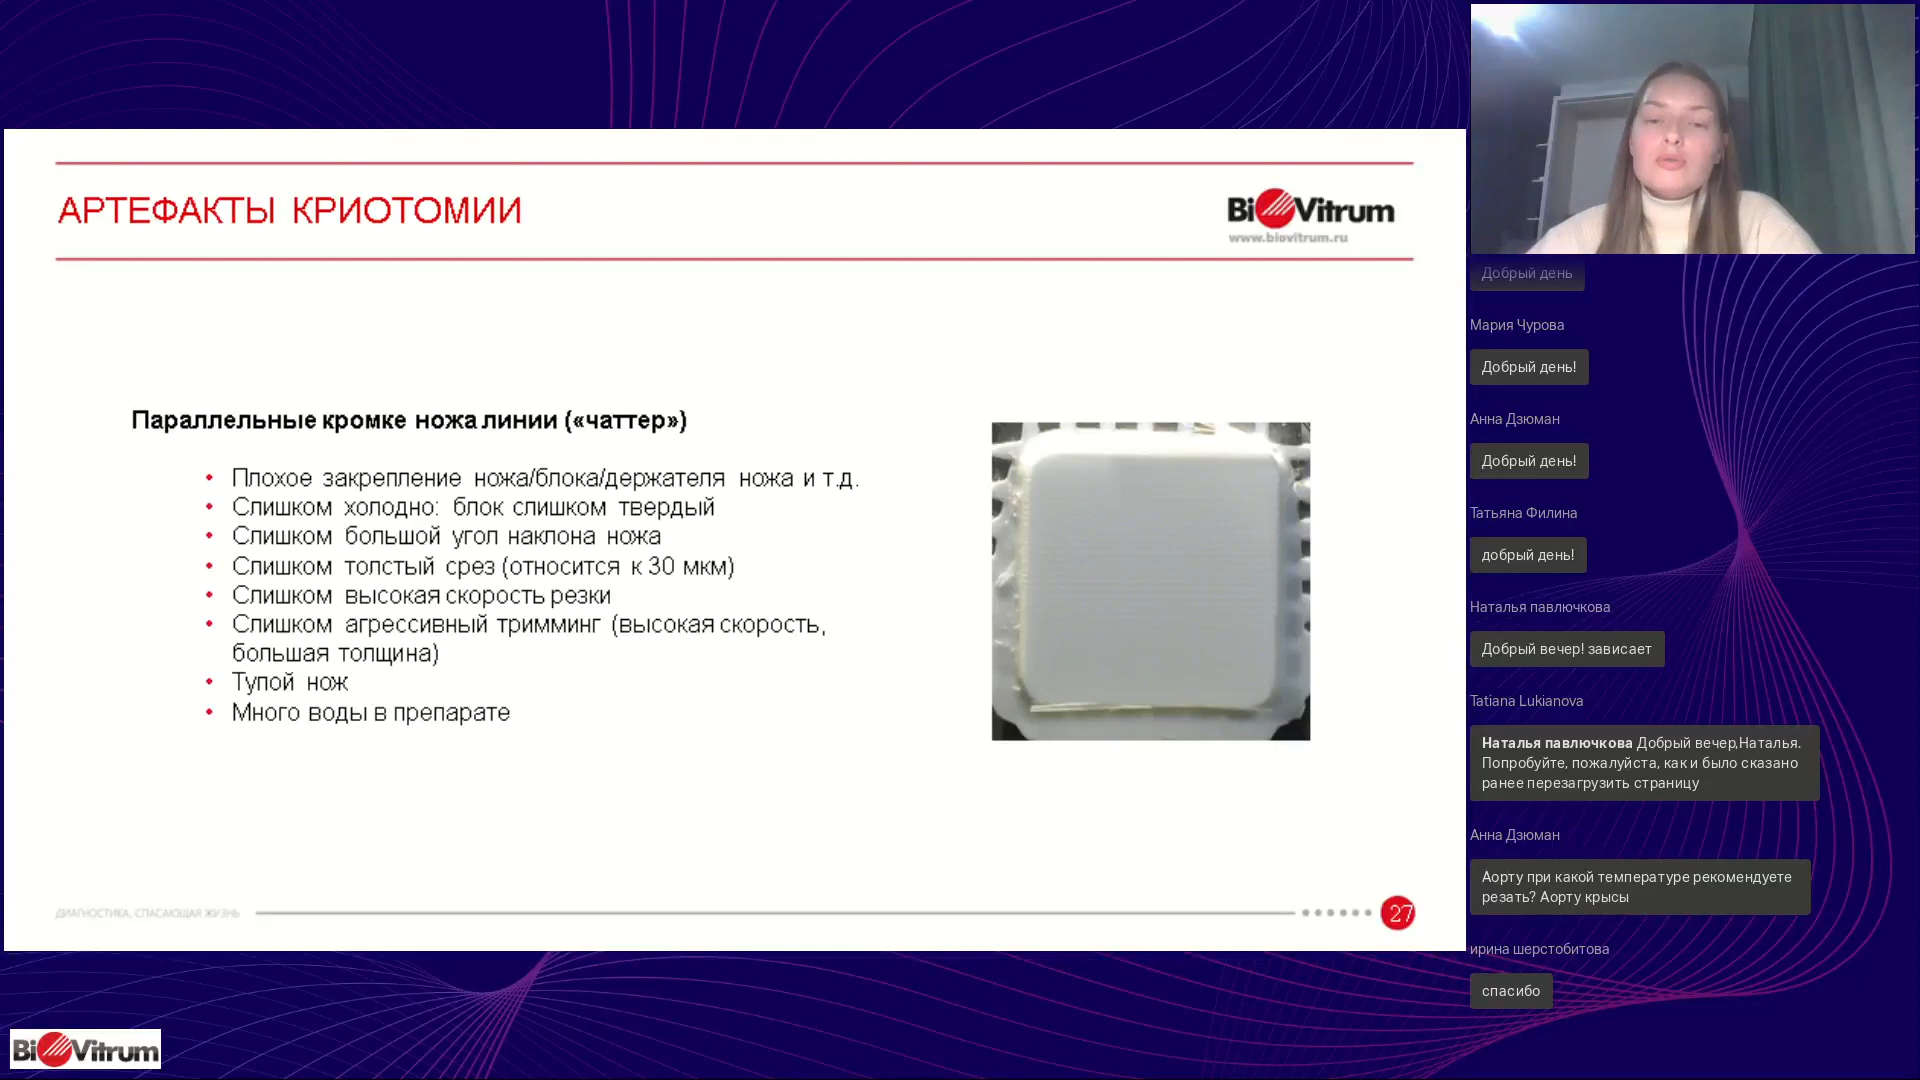 АРТЕФАКТЫ КРИОТОМИИ
BioVitrum
www.biovitrum.ru
Параллельные кромке ножа линии («чаттер»)
• Плохое закрепление ножа/блока/держателя ножа и т.д.
• Слишком холодно: блок слишком твердый
• Слишком большой угол наклона ножа
• Слишком толстый срез (относится к 30 мкм)
• Слишком высокая скорость резки
• Слишком агрессивный тримминг (высокая скорость,
большая толщина)
• Тупой нож
• Много воды в препарате
ДИАГНОСТИКА, СПАСАЮЩАЯ ЖИЗНЬ
27
BioVitrum
Добрый день
Мария Чурова
Добрый день!
Анна Дзюман
Добрый день!
Татьяна Филина
добрый день!
Наталья павлючкова
Добрый вечер! зависает
Tatiana Lukianova
Наталья павлючкова Добрый вечер,Наталья.
Попробуйте, пожалуйста, как и было сказано
ранее перезагрузить страницу
Анна Дзюман
Аорту при какой температуре рекомендуете
резать? Аорту крысы
ирина шерстобитова
спасибо